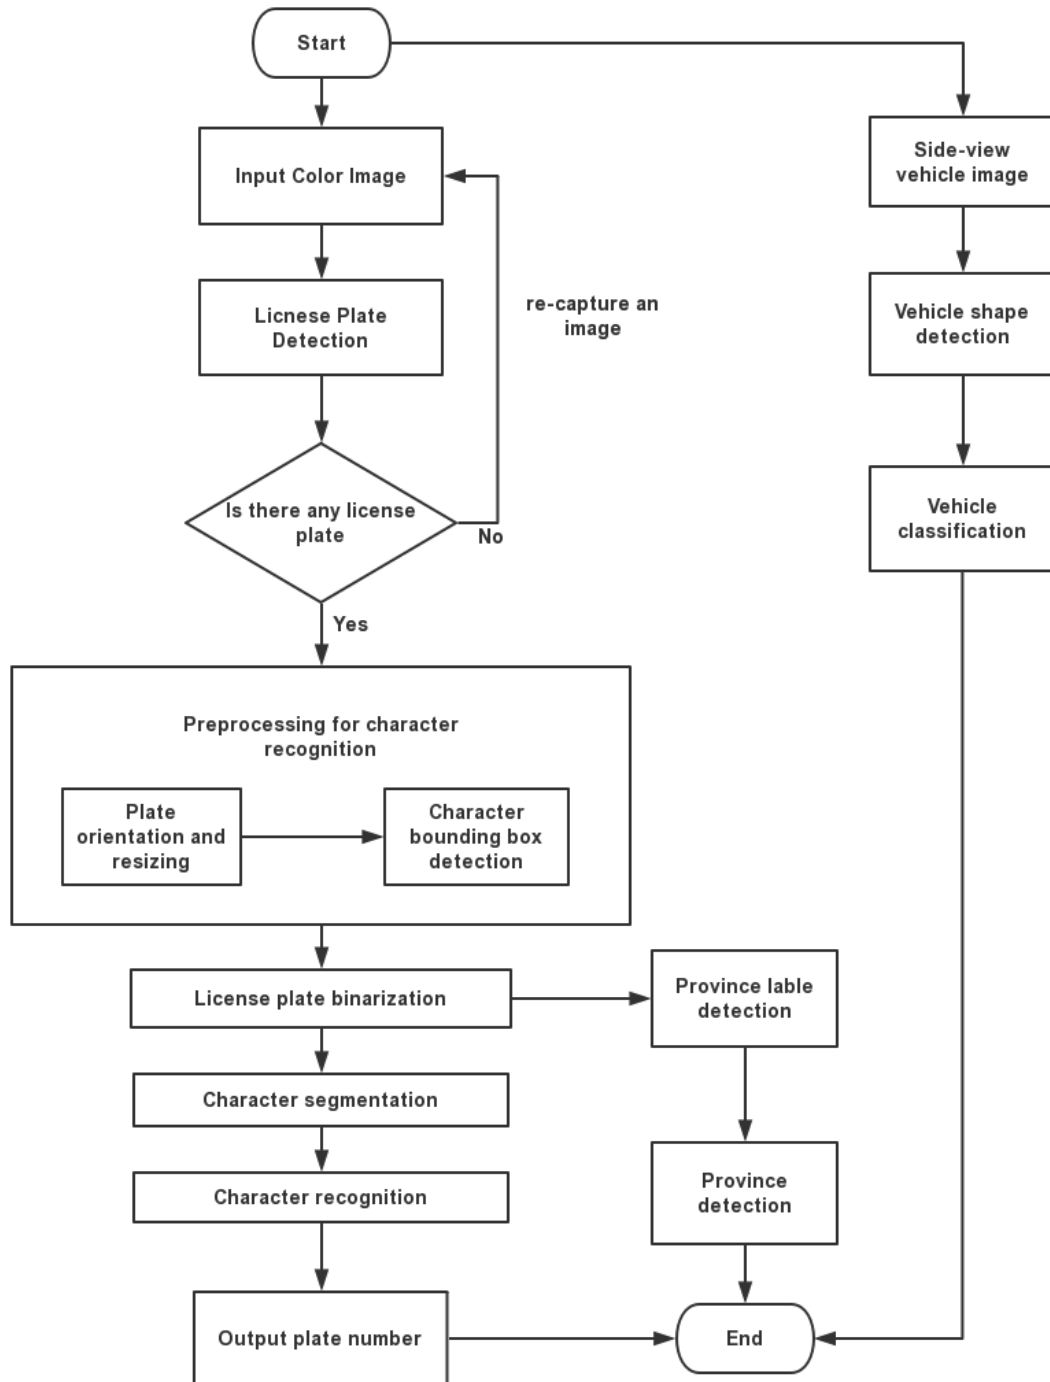 Start
Input Color Image
Side-view
vehicle image
Licnese Plate
Detection
re-capture an
image
Vehicle shape
detection
Is there any license
plate
No
Vehicle
classification
Yes
Preprocessing for character
recognition
Plate
orientation and
resizing
Character
bounding box
detection
License plate binarization
Province lable
detection
Character segmentation
Character recognition
Province
detection
Output plate number
End